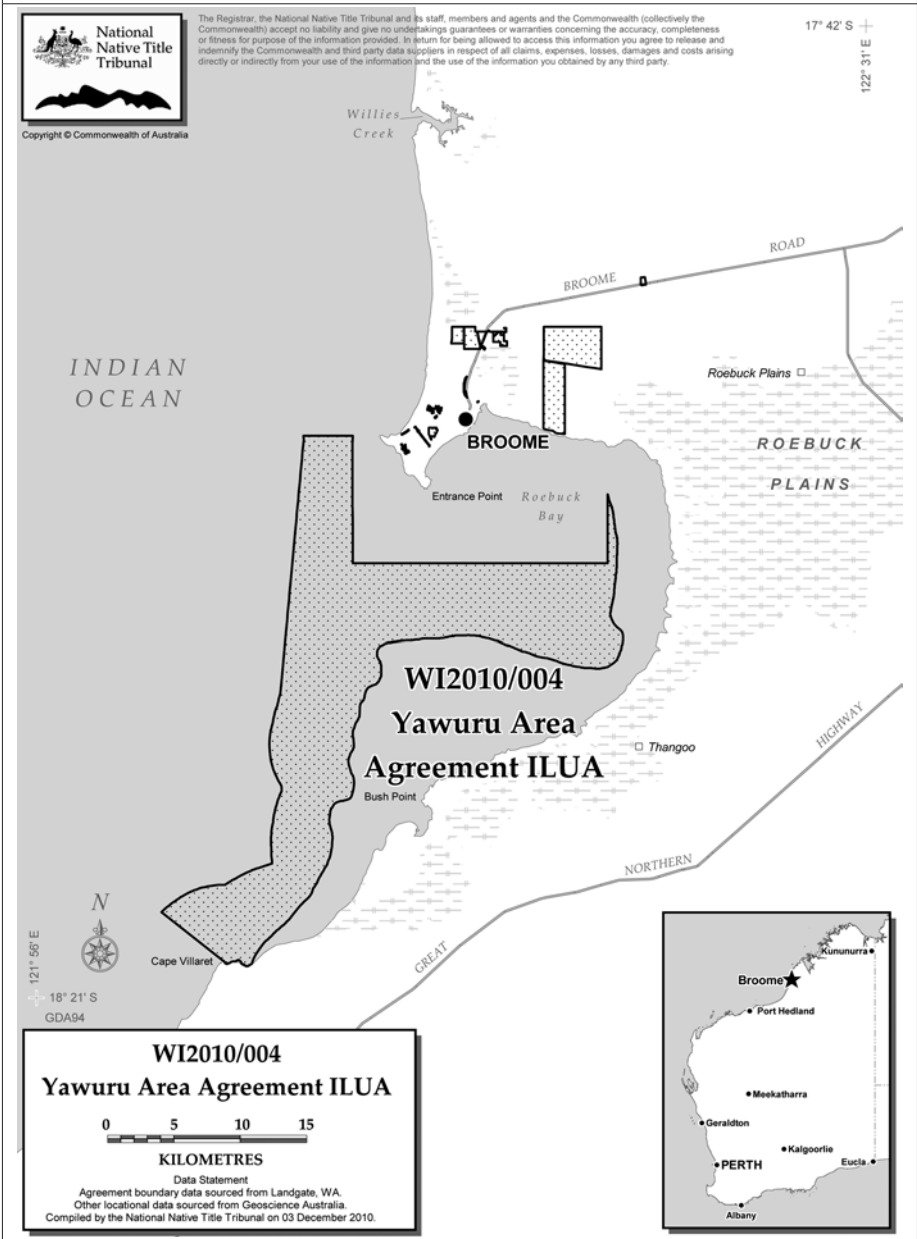 National
Native Title
Tribunal
Copyright © Commonwealth of Australia
The Registrar, the National Native Title Tribunal and its staff, members and agents and the Commonwealth (collectively the
Commonwealth) accept no liability and give no undertakings guarantees or warranties concerning the accuracy, completeness
or fitness for purpose of the information provided. In return for being allowed to access this information you agree to release and
indemnify the Commonwealth and third party data suppliers in respect of all claims, expenses, losses, damages and costs arising
directly or indirectly from your use of the information and the use of the information you obtained by any third party.
17° 42' S
122° 31' E
Willies
Creek
BROOME
ROAD
INDIAN
OCEAN
Roebuck Plains
ROEBUCK
PLAINS
BROOME
Entrance Point
Roebuck
Bay
WI2010/004
Yawuru Area
Agreement ILUA
Thangoo
Bush Point
GREAT
NORTHERN
HIGHWAY
N
Cape Villaret
121° 56' E
18° 21' S
GDA94
WI2010/004
Yawuru Area Agreement ILUA
0 5 10 15
KILOMETRES
Data Statement
Agreement boundary data sourced from Landgate, WA.
Other locational data sourced from Geoscience Australia.
Compiled by the National Native Title Tribunal on 03 December 2010.
Kununurra
Broome
Port Hedland
Meekatharra
Geraldton
Kalgoorlie
PERTH
Eucla
Albany